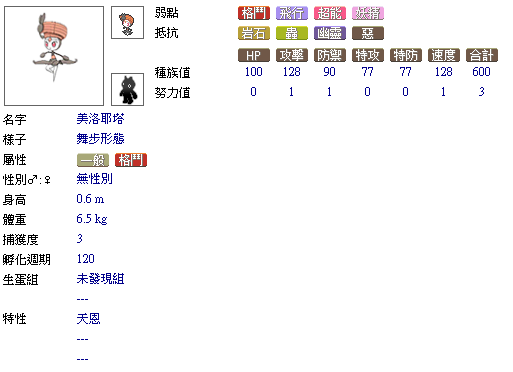 弱點 格鬥 飛行 超能 妖精
抵抗 岩石 蟲 幽靈 惡
HP 攻擊 防禦 特攻 特防 速度 合計
種族值 100 128 90 77 77 128 600
努力值 0 1 1 0 0 1 3
名字 美洛耶塔
樣子 舞步形態
屬性 一般 格鬥
性別♂:♀ 無性別
身高 0.6 m
體重 6.5 kg
捕獲度 3
孵化週期 120
生蛋組 未發現組
---
特性 天恩
---
---